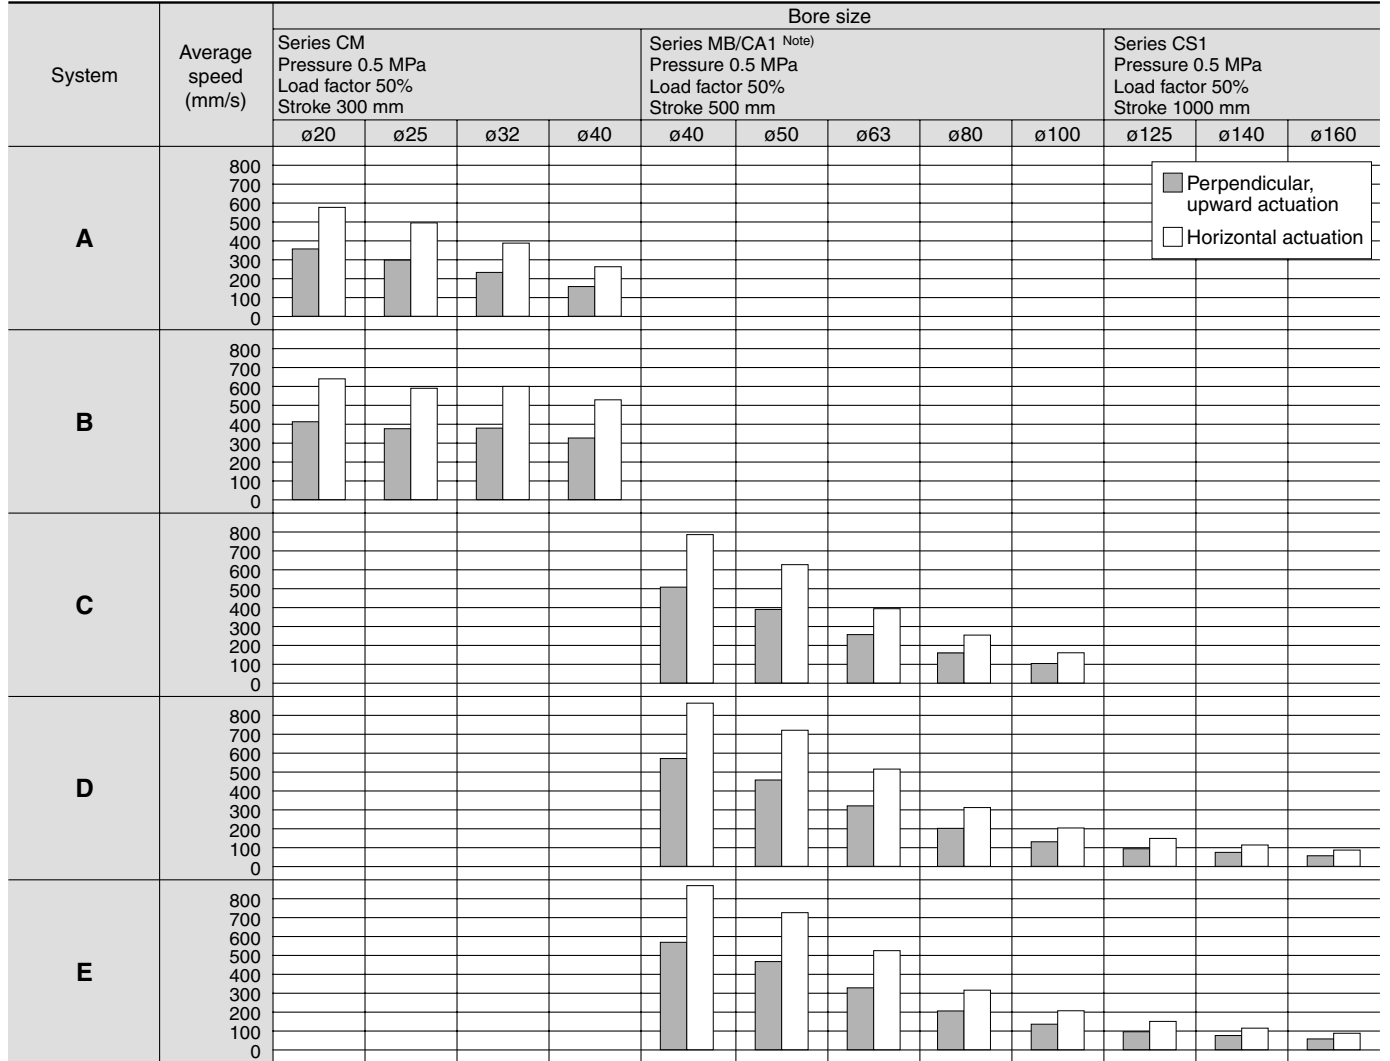 Bore size
System
Average
speed
(mm/s)
Series CM
Pressure 0.5 MPa
Load factor 50%
Stroke 300 mm
Series MB/CA1 Note)
Pressure 0.5 MPa
Load factor 50%
Stroke 500 mm
Series CS1
Pressure 0.5 MPa
Load factor 50%
Stroke 1000 mm
ø20 ø25 ø32 ø40 ø40 ø50 ø63 ø80 ø100 ø125 ø140 ø160
Perpendicular,
upward actuation
Horizontal actuation
A
800
700
600
500
400
300
200
100
0
B
800
700
600
500
400
300
200
100
0
C
800
700
600
500
400
300
200
100
0
D
800
700
600
500
400
300
200
100
0
E
800
700
600
500
400
300
200
100
0